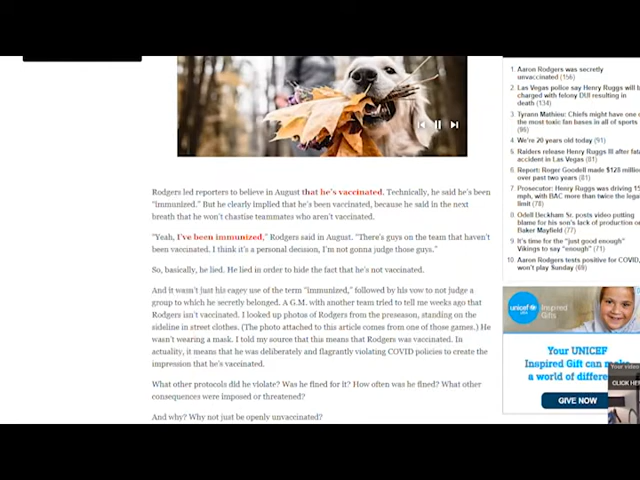 Rodgers led reporters to believe in August that he's vaccinated. Technically, he said he's been
"immunized." But he clearly implied that he's been vaccinated, because he said in the next
breath that he won't chastise teammates who aren't vaccinated.
"Yeah, I've been immunized," Rodgers said in August. "There's guys on the team that haven't
been vaccinated. I think it's a personal decision, I'm not gonna judge those guys."
So, basically, he lied. He lied in order to hide the fact that he's not vaccinated.
And it wasn't just his cagey use of the term "immunized," followed by his vow to not judge a
group to which he secretly belonged. A G.M. with another team tried to tell me weeks ago that
Rodgers isn't vaccinated. I looked up photos of Rodgers from the preseason, standing on the
sideline in street clothes. (The photo attached to this article comes from one of those games.) He
wasn't wearing a mask. I told my source that this means that Rodgers was vaccinated. In
actuality, it means that he was deliberately and flagrantly violating COVID policies to create the
impression that he's vaccinated.
What other protocols did he violate? Was he fined for it? How often was he fined? What other
consequences were imposed or threatened?
And why? Why not just be openly unvaccinated?
1. Aaron Rodgers was secretly
unvaccinated (156)
2. Las Vegas police say Henry Ruggs will b
charged with felony DUI resulting in
death (134)
3. Tyrann Mathieu: Chiefs might have one
the most toxic fan bases in all of sports
4. We're 20 years old today (91)
5. Raiders release Henry Ruggs III after fata
accident in Las Vegas (81)
6. Report: Roger Goodell made $128 million
over past two years (81)
7. Prosecutor: Henry Ruggs was driving 15
mph, with BAC more than twice the legal
limit (78)
8. Odell Beckham Sr. posts video putting
blame for his son's lack of production on
Baker Mayfield (77)
9. It's time for the "just good enough"
Vikings to say "enough" (71)
10. Aaron Rodgers tests positive for COVID,
won't play Sunday (69)
unicef
Inspired
Gifts
Your UNICEF
Inspired Gift can
a world of differe
GIVE NOW
Your video
CLICK HER